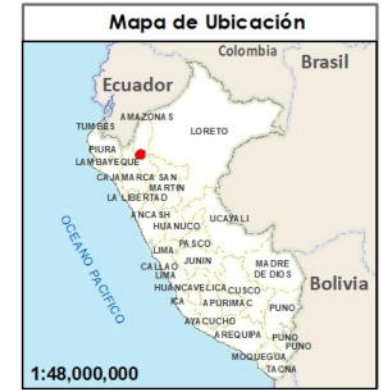 Mapa de Ubicación
Colombia
Brasil
Ecuador
AMAZONAS
TUMBES
LORETO
PIURA
LAMBAYEQUE
CAJAMARCA SAN
MARTIN
LA LIBERTAD
ANCASH
UCAYALI
HUANUCO
OCEANO PACIFICO
PASCO
LIMA
JUNIN
MADRE
DE DIOS
CALLAO
LIMA
Bolivia
HUANCAVELICA CUSCO
ICA
APURIMAC
PUNO
AYACUCHO
AREQUIPA
PUNO
PUNO
MOQUEGUA
TACNA
1:48,000,000